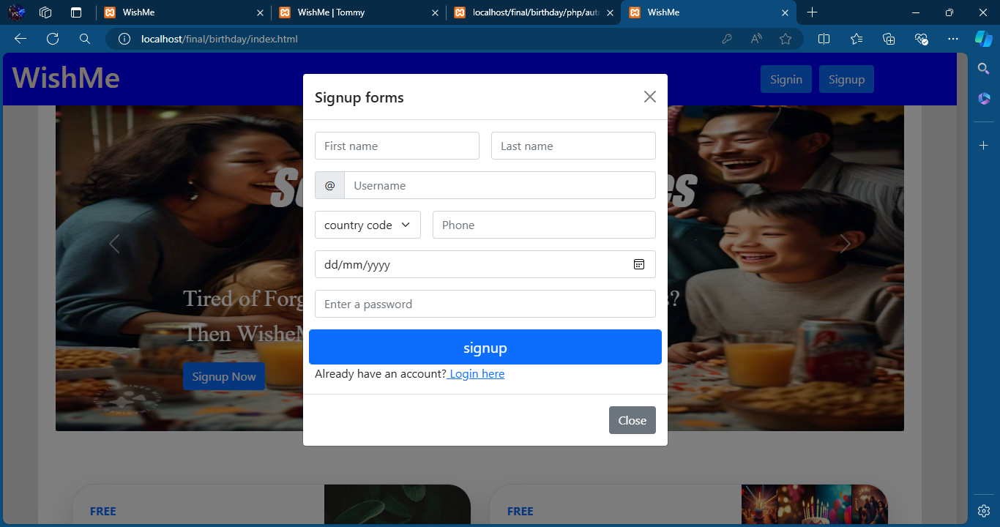 WishMe
WishMe | Tommy
localhost/final/birthday/php/aut
WishMe
localhost/final/birthday/index.html
WishMe
Signin
Signup
Signup forms
First name
Last name
@
Username
country code
Phone
dd/mm/yyyy
Enter a password
signup
Already have an account? Login here
Close
Tired of Forg
s?
Then WisheM
Signup Now
FREE
FREE